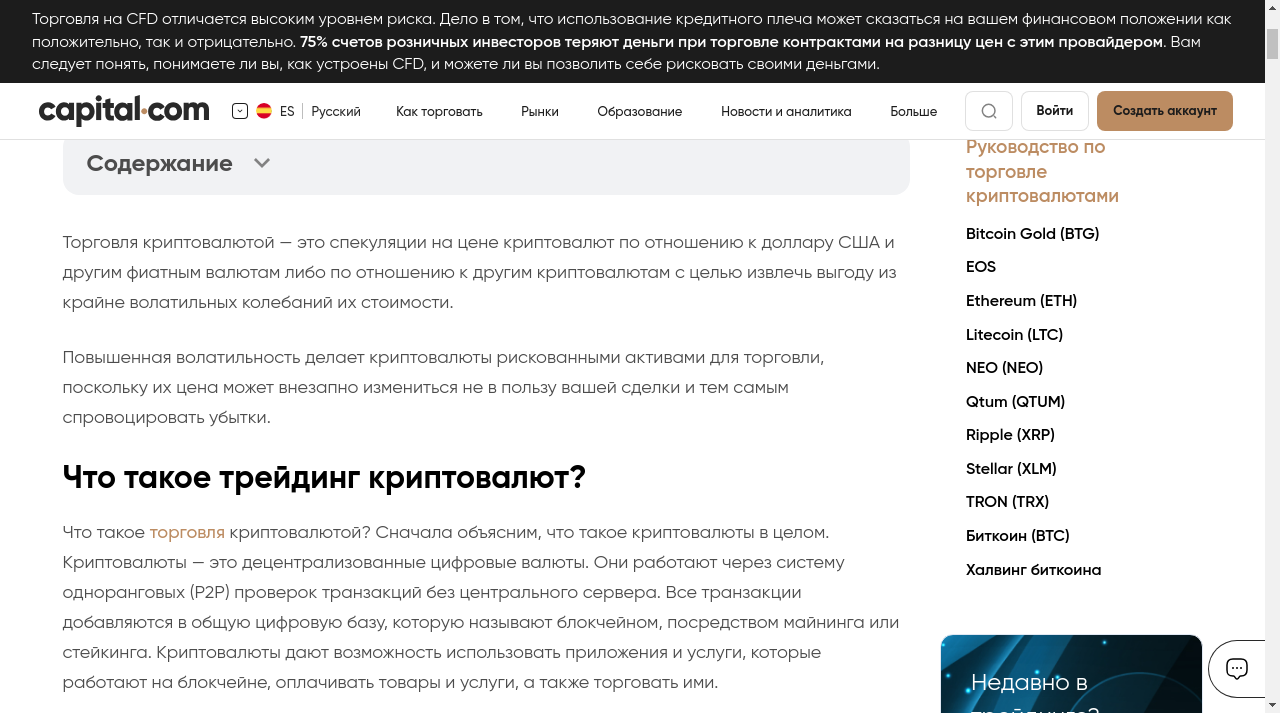 Торговля на CFD отличается высоким уровнем риска. Дело в том, что использование кредитного плеча может сказаться на вашем финансовом положении как
положительно, так и отрицательно. 75% счетов розничных инвесторов теряют деньги при торговле контрактами на разницу цен с этим провайдером. Вам
следует понять, понимаете ли вы, как устроены CFD, и можете ли вы позволить себе рисковать своими деньгами.
capital.com
ES
Русский
Как торговать
Рынки
Образование
Новости и аналитика
Больше
Войти
Создать аккаунт
Содержание
Торговля криптовалютой — это спекуляции на цене криптовалют по отношению к доллару США и
другим фиатным валютам либо по отношению к другим криптовалютам с целью извлечь выгоду из
крайне волатильных колебаний их стоимости.
Повышенная волатильность делает криптовалюты рискованными активами для торговли,
поскольку их цена может внезапно измениться не в пользу вашей сделки и тем самым
спровоцировать убытки.
Что такое трейдинг криптовалют?
Что такое торговля криптовалютой? Сначала объясним, что такое криптовалюты в целом.
Криптовалюты — это децентрализованные цифровые валюты. Они работают через систему
одноранговых (P2P) проверок транзакций без центрального сервера. Все транзакции
добавляются в общую цифровую базу, которую называют блокчейном, посредством майнинга или
стейкинга. Криптовалюты дают возможность использовать приложения и услуги, которые
работают на блокчейне, оплачивать товары и услуги, а также торговать ими.
Руководство по
торговле
криптовалютами
Bitcoin Gold (BTG)
EOS
Ethereum (ETH)
Litecoin (LTC)
NEO (NEO)
Qtum (QTUM)
Ripple (XRP)
Stellar (XLM)
TRON (TRX)
Биткоин (BTC)
Халвинг биткоина
Недавно в
трейдинге?